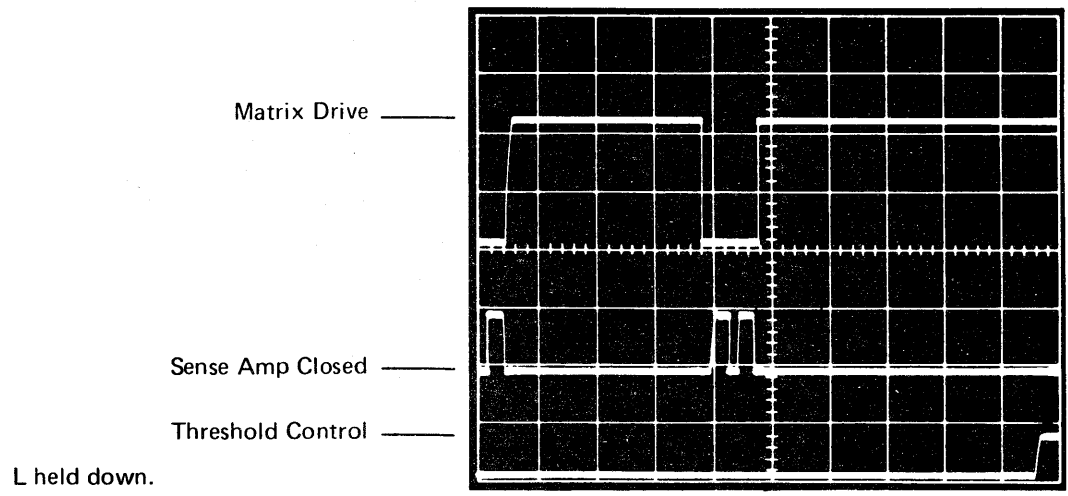 Matrix Drive
Sense Amp Closed
Threshold Control
L held down.